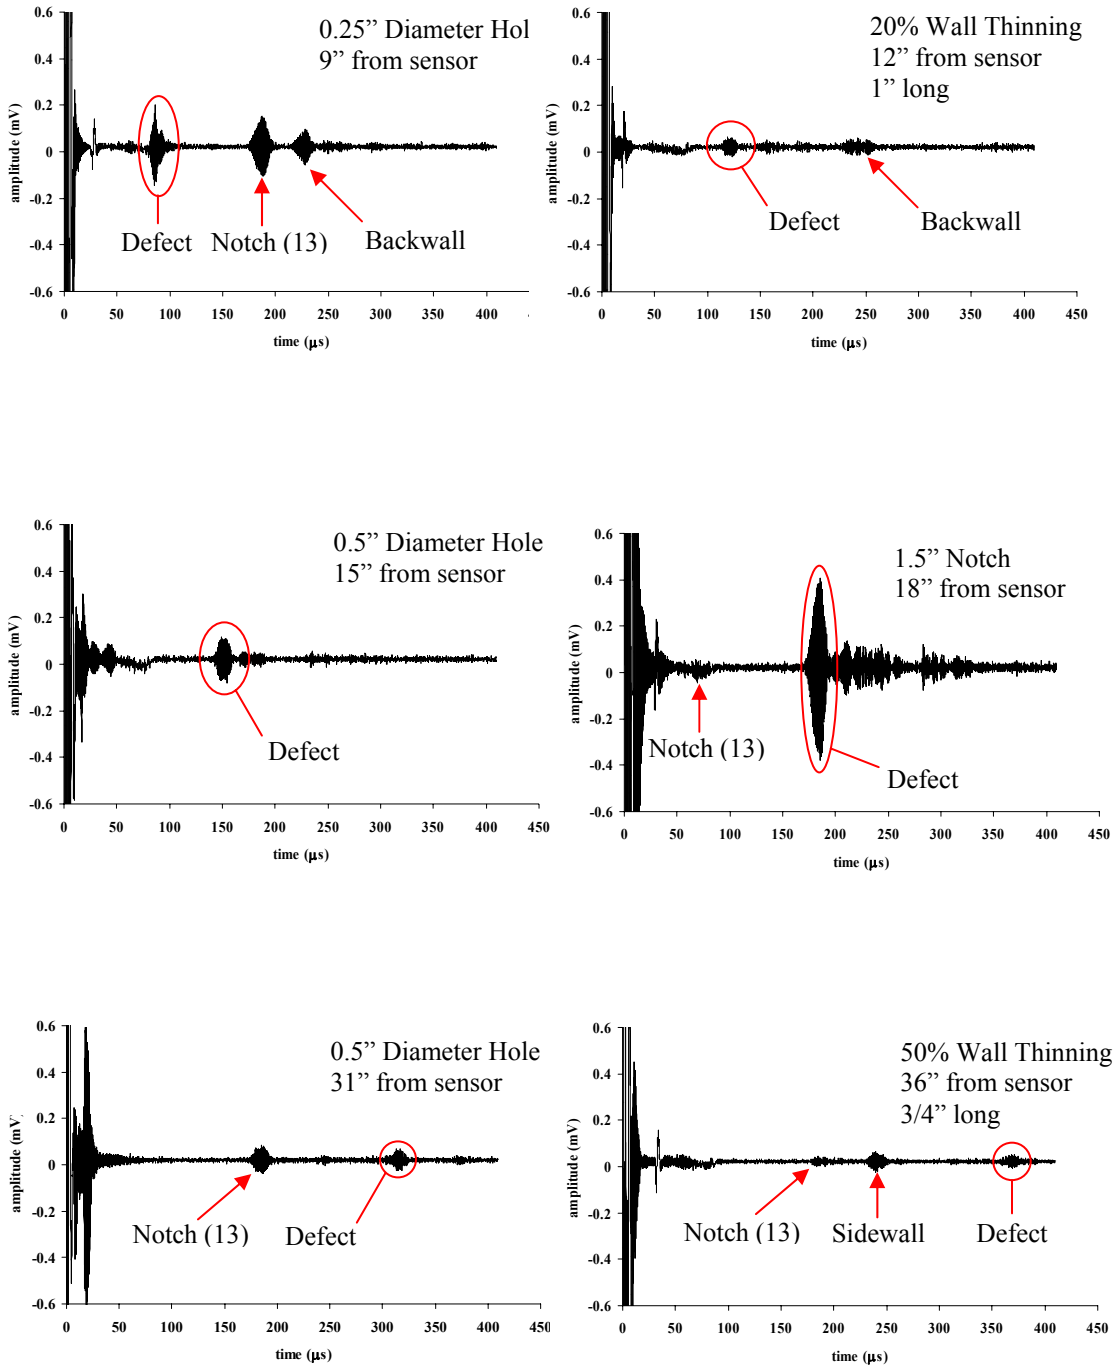 0.25” Diameter Hol
9” from sensor
amplitude (mV)
0.6
0.4
0.2
0
-0.2
-0.4
-0.6
Defect
Notch (13)
Backwall
0 50 100 150 200 250 300 350 400
time (μs)
20% Wall Thinning
12” from sensor
1” long
amplitude (mV)
0.6
0.4
0.2
0
-0.2
-0.4
-0.6
Defect
Backwall
0 50 100 150 200 250 300 350 400 450
time (μs)
0.5” Diameter Hole
15” from sensor
amplitude (mV)
0.6
0.4
0.2
0
-0.2
-0.4
-0.6
Defect
0 50 100 150 200 250 300 350 400 450
time (μs)
1.5” Notch
18” from sensor
amplitude (mV)
0.6
0.4
0.2
0
-0.2
-0.4
-0.6
Notch (13)
Defect
0 50 100 150 200 250 300 350 400 450
time (μs)
0.5” Diameter Hole
31” from sensor
amplitude (mV)
0.6
0.4
0.2
0
-0.2
-0.4
-0.6
Notch (13)
Defect
0 50 100 150 200 250 300 350 400 450
time (μs)
50% Wall Thinning
36” from sensor
3/4” long
amplitude (mV)
0.6
0.4
0.2
0
-0.2
-0.4
-0.6
Notch (13)
Sidewall
Defect
0 50 100 150 200 250 300 350 400 450
time (μs)